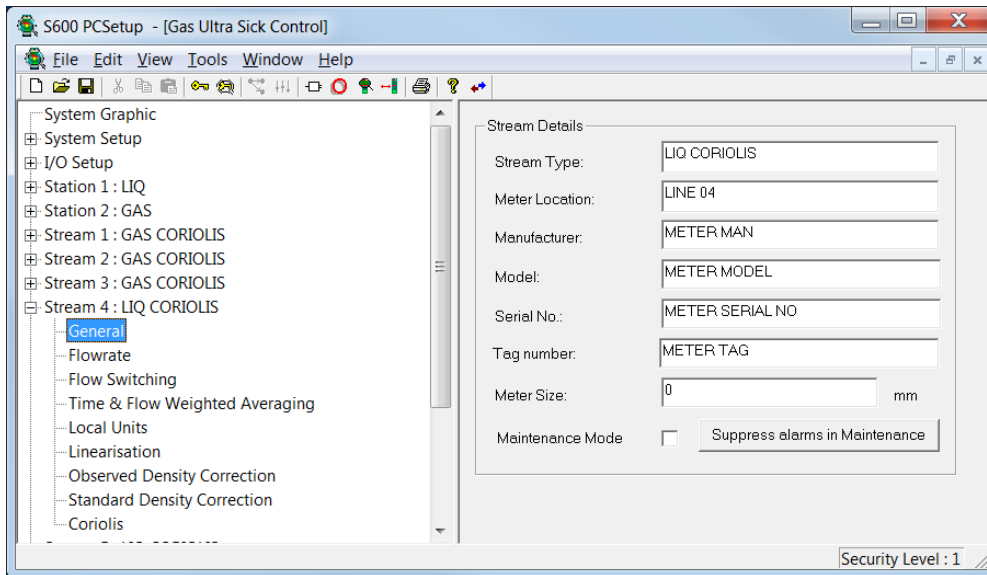 S600 PCSetup - [Gas Ultra Sick Control]
File Edit View Tools Window Help
System Graphic
System Setup
I/O Setup
Station 1 : LIQ
Station 2 : GAS
Stream 1 : GAS CORIOLIS
Stream 2 : GAS CORIOLIS
Stream 3 : GAS CORIOLIS
Stream 4 : LIQ CORIOLIS
General
Flowrate
Flow Switching
Time & Flow Weighted Averaging
Local Units
Linearisation
Observed Density Correction
Standard Density Correction
Coriolis
Stream Details
Stream Type: LIQ CORIOLIS
Meter Location: LINE 04
Manufacturer: METER MAN
Model: METER MODEL
Serial No.: METER SERIAL NO
Tag number: METER TAG
Meter Size: 0 mm
Maintenance Mode Suppress alarms in Maintenance
Security Level : 1